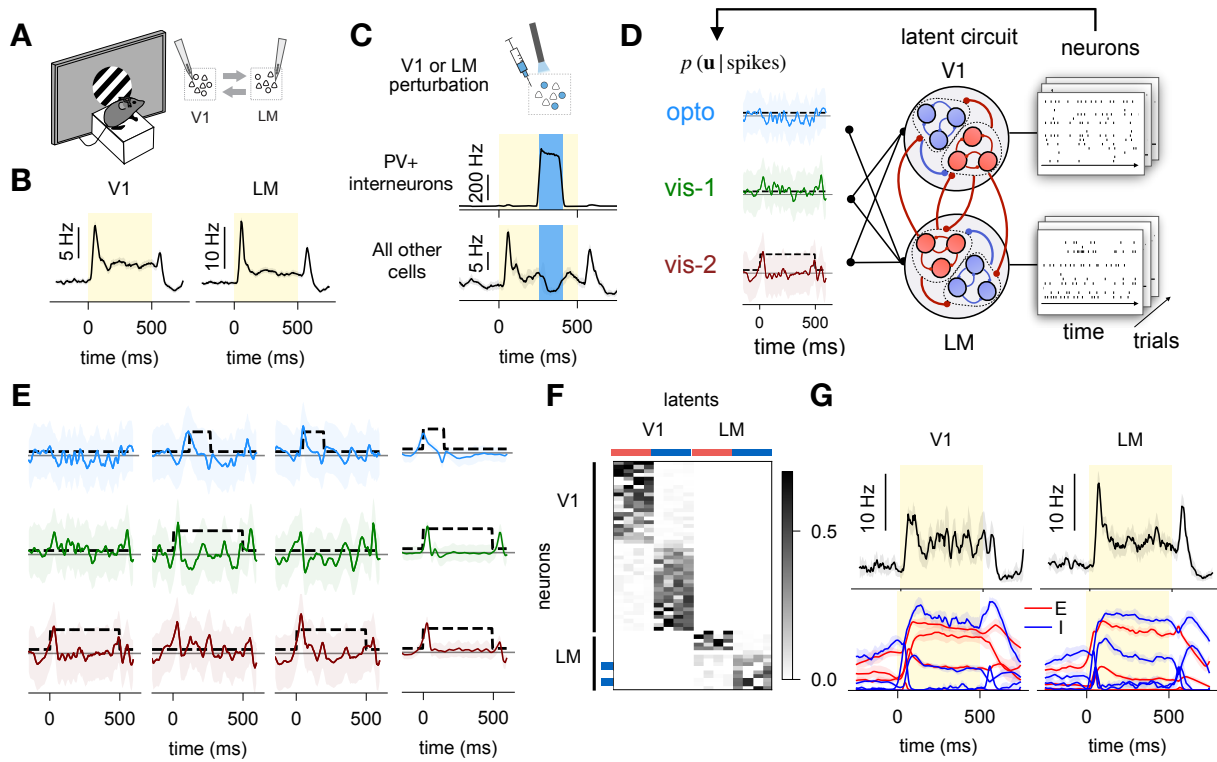 A
V1
LM
B
V1
LM
5 Hz
10 Hz
0
500
0
500
time (ms)
time (ms)
C
V1 or LM
perturbation
PV+
interneurons
200 Hz
All other
cells
5 Hz
0
500
time (ms)
D
p (u | spikes)
latent circuit
neurons
V1
opto
vis-1
vis-2
0
500
time (ms)
LM
time
trials
E
0
500
0
500
0
500
0
500
time (ms)
time (ms)
time (ms)
time (ms)
F
latents
V1
LM
V1
neurons
LM
0.5
0.0
G
V1
LM
10 Hz
10 Hz
E
I
0
500
0
500
time (ms)
time (ms)